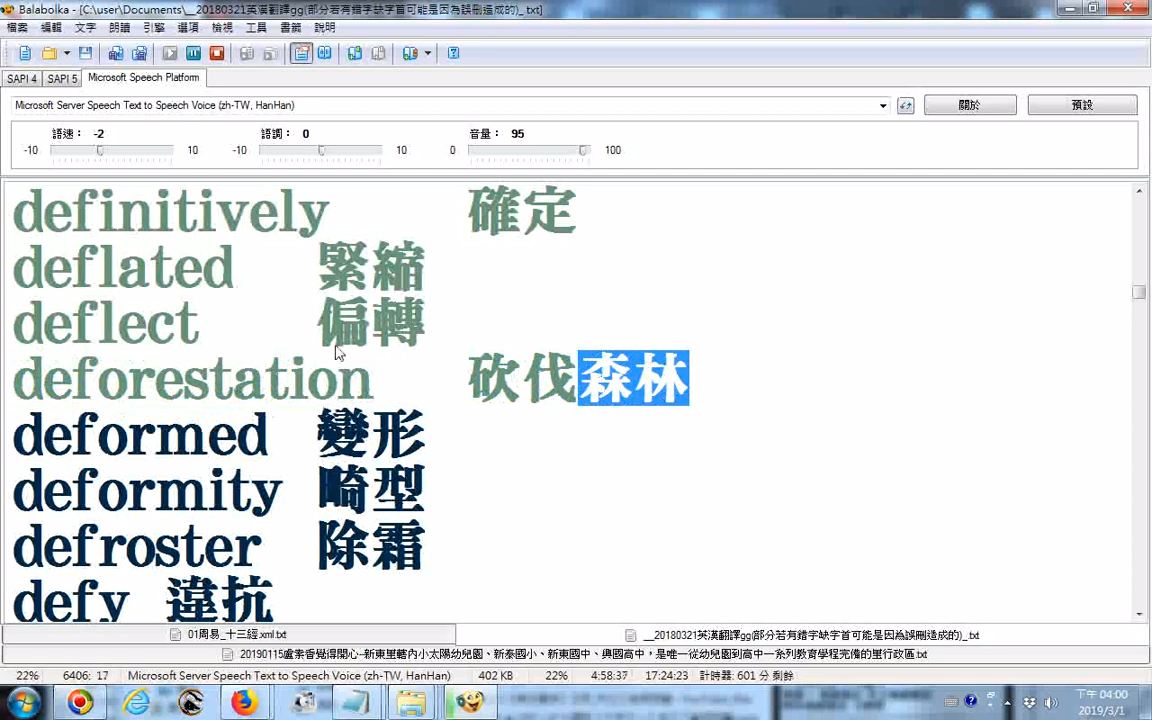 Balabolka - [C:\user\Documents\__20180321英漢翻譯gg(部分若有錯字缺字首可能是因為誤刪造成的)_.txt]
檔案 編輯 文字 朗讀 引擎 選項 檢視 工具 書籤 說明
SAPI 4 SAPI 5 Microsoft Speech Platform
Microsoft Server Speech Text to Speech Voice (zh-TW, HanHan) 關於 預設
語速： -2 語調： 0 音量： 95
-10 10 -10 10 0 100
definitively 確定
deflated 緊縮
deflect 偏轉
deforestation 砍伐森林
deformed 變形
deformity 畸型
defroster 除霜
defy 違抗
01周易_十三經.xml.txt __20180321英漢翻譯gg(部分若有錯字缺字首可能是因為誤刪造成的)_.txt
20190115盧素香覺得開心-新東里轄內小太陽幼兒園、新泰國小、新東國中、興國高中，是唯一從幼兒園到高中一系列教育學程完備的里行政區.txt
22% 6406: 17 Microsoft Server Speech Text to Speech Voice (zh-TW, HanHan) 402 KB 22% 4:58:37 17:24:23 計時器: 601 分 剩餘
下午 04:00
2019/3/1